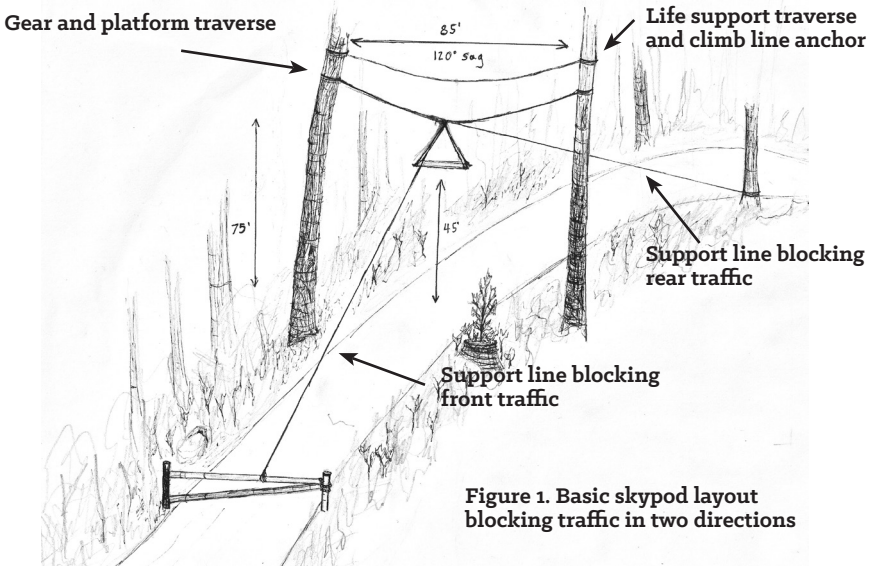 Gear and platform traverse
Life support traverse
and climb line anchor
85'
120° sag
75'
45'
Support line blocking
rear traffic
Support line blocking
front traffic
Figure 1. Basic skypod layout
blocking traffic in two directions